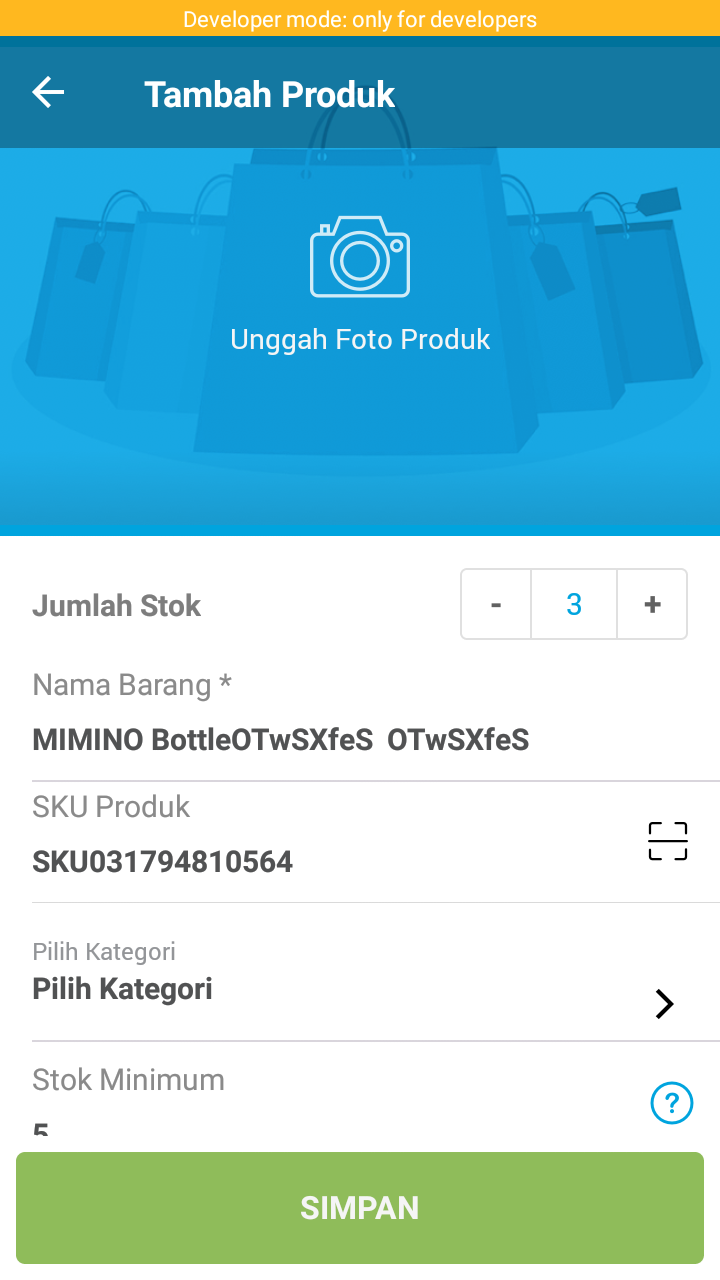 Developer mode: only for developers
Tambah Produk
Unggah Foto Produk
Jumlah Stok
- 3 +
Nama Barang *
MIMINO BottleOTwSXfeS  OTwSXfeS
SKU Produk
SKU031794810564
Pilih Kategori
Pilih Kategori
Stok Minimum
?
5
SIMPAN